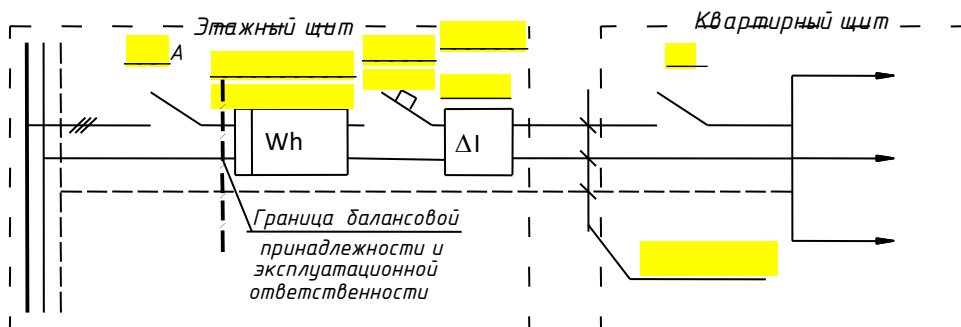 Этажный щит
Квартирный щит
А
Wh
ΔI
Граница балансовой
принадлежности и
эксплуатационной
ответственности